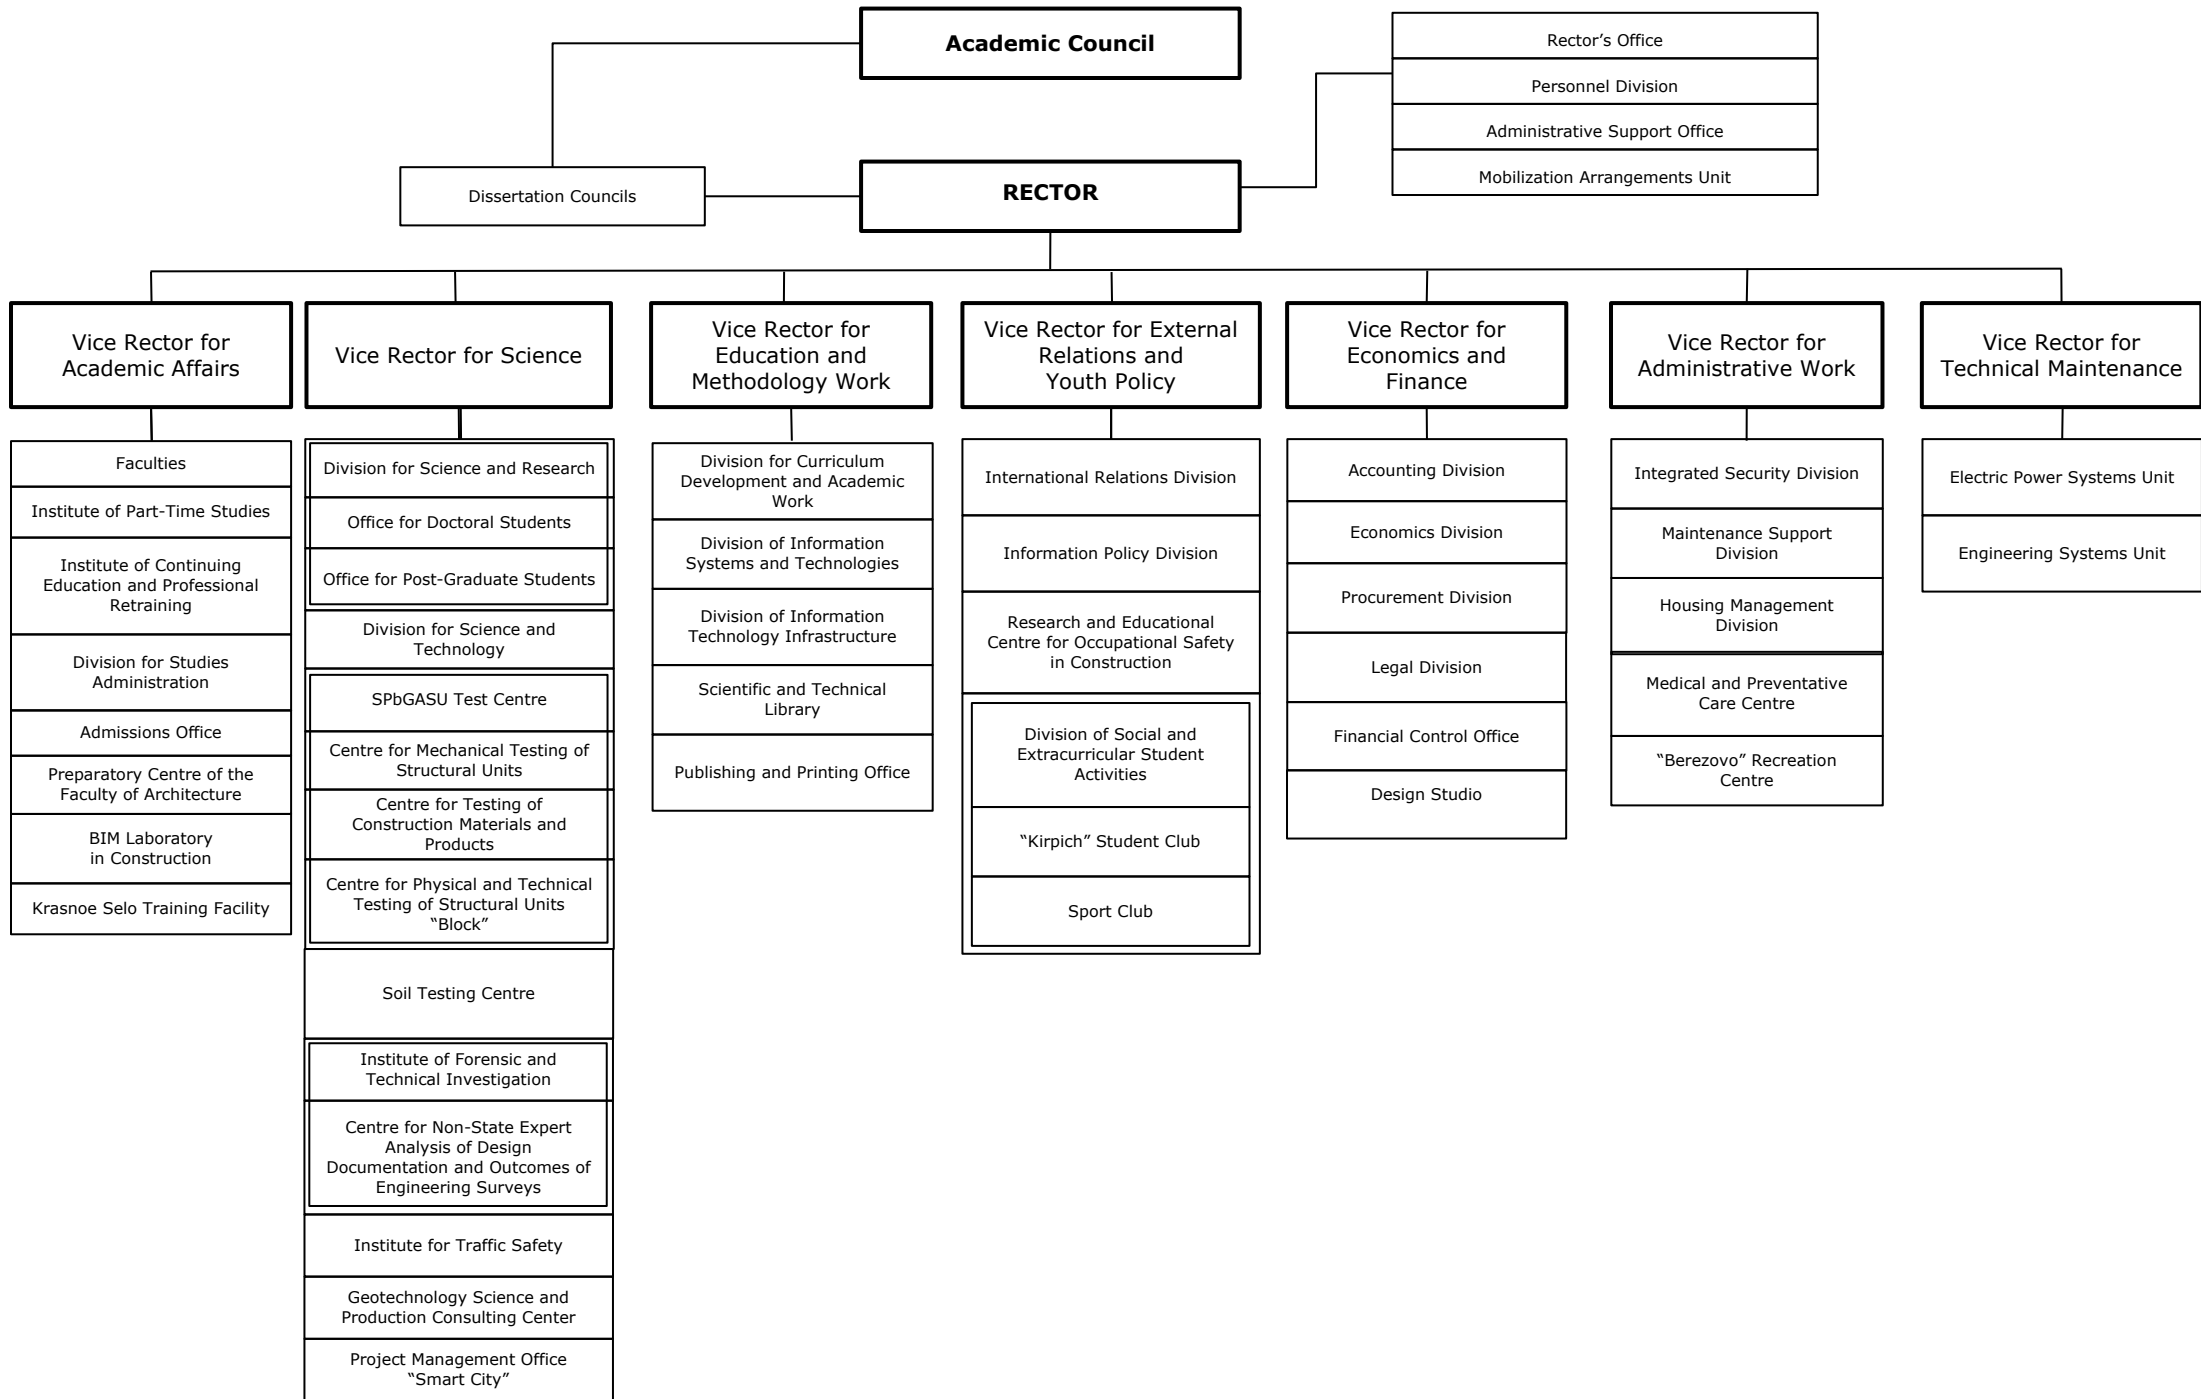 Academic Council
Rector’s Office
Personnel Division
Administrative Support Office
Mobilization Arrangements Unit
Dissertation Councils
RECTOR
Vice Rector for
Academic Affairs
Faculties
Institute of Part-Time Studies
Institute of Continuing
Education and Professional
Retraining
Division for Studies
Administration
Admissions Office
Preparatory Centre of the
Faculty of Architecture
BIM Laboratory
in Construction
Krasnoe Selo Training Facility
Vice Rector for Science
Division for Science and Research
Office for Doctoral Students
Office for Post-Graduate Students
Division for Science and
Technology
SPbGASU Test Centre
Centre for Mechanical Testing of
Structural Units
Centre for Testing of
Construction Materials and
Products
Centre for Physical and Technical
Testing of Structural Units
“Block”
Soil Testing Centre
Institute of Forensic and
Technical Investigation
Centre for Non-State Expert
Analysis of Design
Documentation and Outcomes of
Engineering Surveys
Institute for Traffic Safety
Geotechnology Science and
Production Consulting Center
Project Management Office
“Smart City”
Vice Rector for
Education and
Methodology Work
Division for Curriculum
Development and Academic
Work
Division of Information
Systems and Technologies
Division of Information
Technology Infrastructure
Scientific and Technical
Library
Publishing and Printing Office
Vice Rector for External
Relations and
Youth Policy
International Relations Division
Information Policy Division
Research and Educational
Centre for Occupational Safety
in Construction
Division of Social and
Extracurricular Student
Activities
“Kirpich” Student Club
Sport Club
Vice Rector for
Economics and
Finance
Accounting Division
Economics Division
Procurement Division
Legal Division
Financial Control Office
Design Studio
Vice Rector for
Administrative Work
Integrated Security Division
Maintenance Support
Division
Housing Management
Division
Medical and Preventative
Care Centre
“Berezovo” Recreation
Centre
Vice Rector for
Technical Maintenance
Electric Power Systems Unit
Engineering Systems Unit